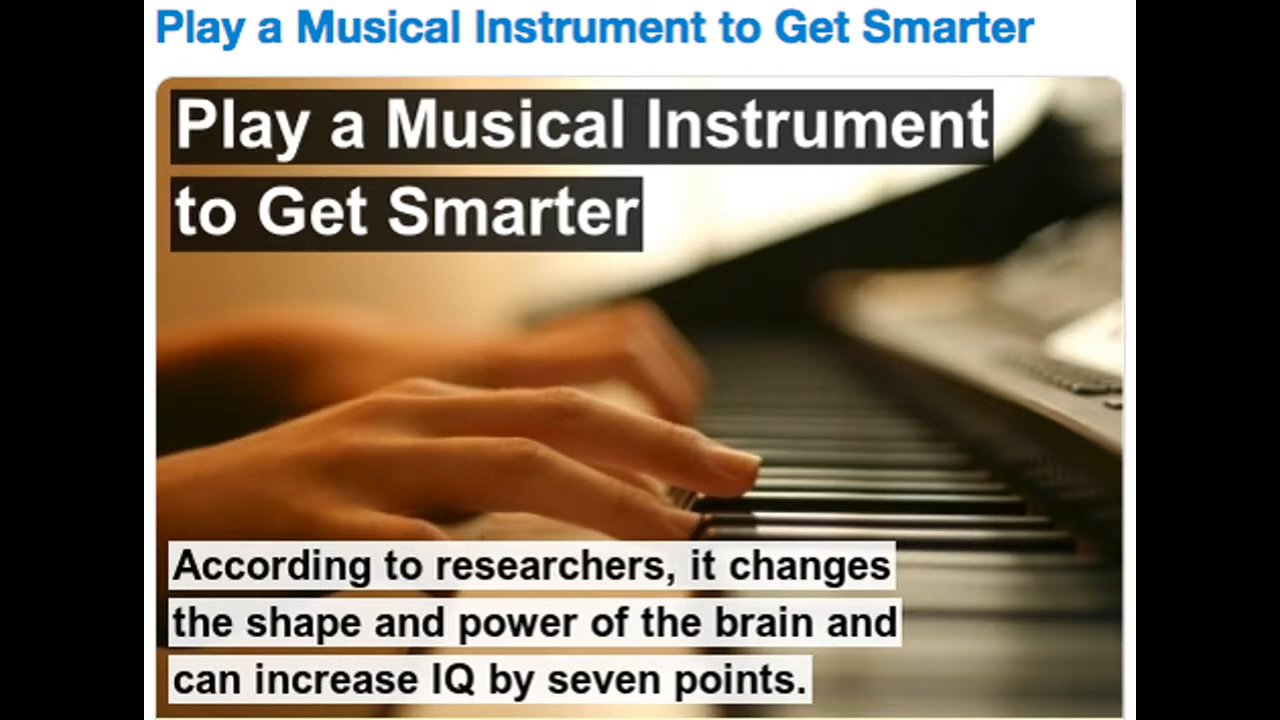 Play a Musical Instrument to Get Smarter
Play a Musical Instrument
to Get Smarter
According to researchers, it changes
the shape and power of the brain and
can increase IQ by seven points.